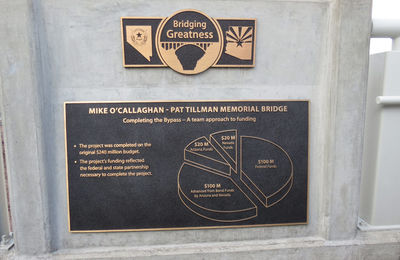 Bridging
Greatness
MIKE O'CALLAGHAN - PAT TILLMAN MEMORIAL BRIDGE
Completing the Bypass – A team approach to funding
• The project was completed on the
original $240 million budget.
• The project's funding reflected
the federal and state partnership
necessary to complete the project.
$20 M
Arizona Funds
$20 M
Nevada
Funds
$100 M
Federal Funds
$100 M
Advanced from Bond Funds
by Arizona and Nevada